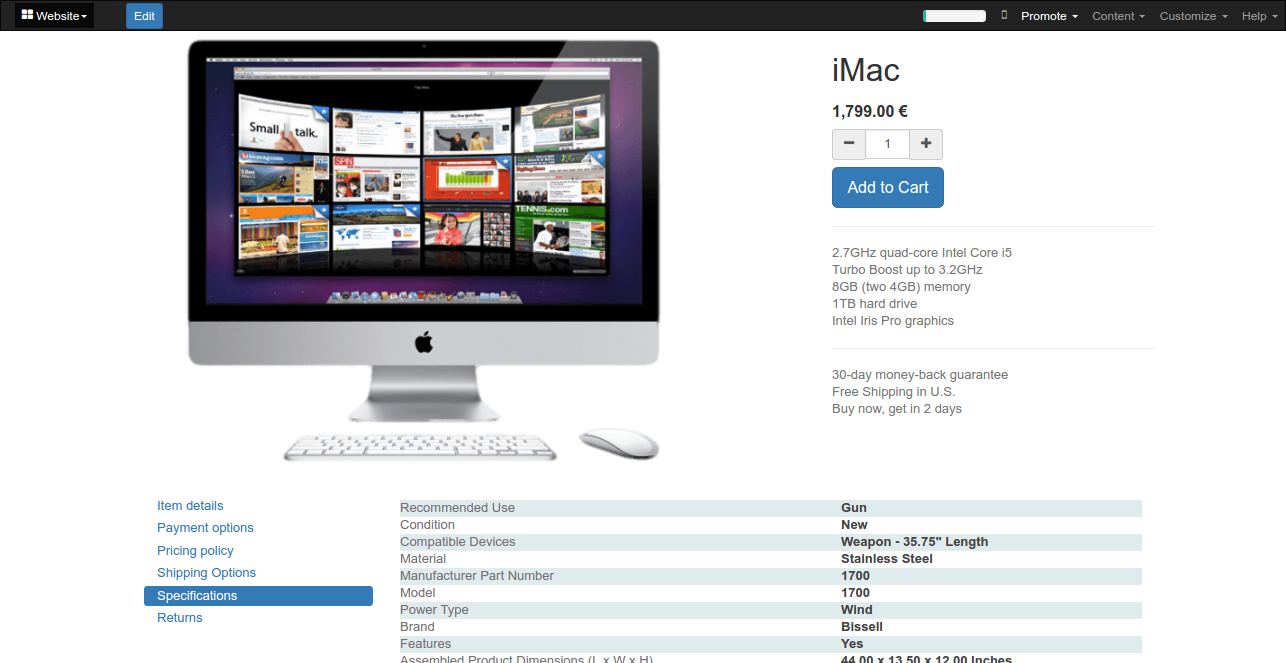 Website
Edit
Promote
Content
Customize
Help
iMac
1,799.00 €
1
Add to Cart
2.7GHz quad-core Intel Core i5
Turbo Boost up to 3.2GHz
8GB (two 4GB) memory
1TB hard drive
Intel Iris Pro graphics
30-day money-back guarantee
Free Shipping in U.S.
Buy now, get in 2 days
Small talk.
SPIN
TENNIS.com
Item details
Payment options
Pricing policy
Shipping Options
Specifications
Returns
Recommended Use Gun
Condition New
Compatible Devices Weapon - 35.75" Length
Material Stainless Steel
Manufacturer Part Number 1700
Model 1700
Power Type Wind
Brand Bissell
Features Yes
Assembled Product Dimensions (L x W x H) 44.00 x 13.50 x 12.00 Inches